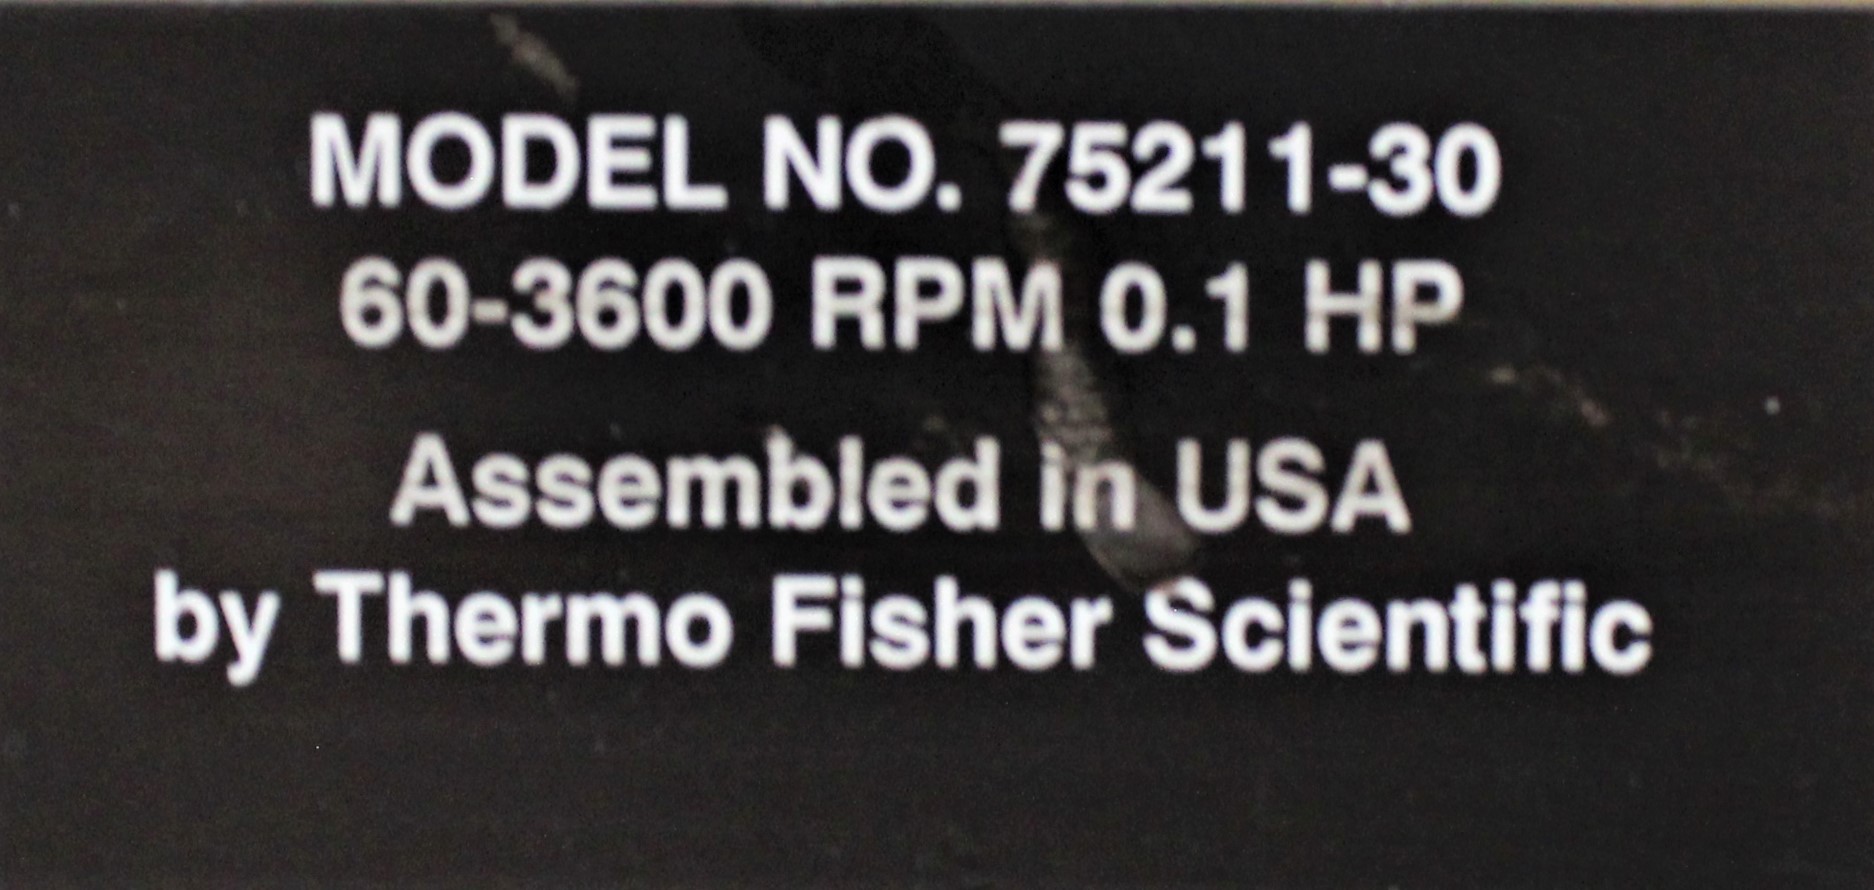 MODEL NO. 75211-30
60-3600 RPM 0.1 HP
Assembled in USA
by Thermo Fisher Scientific